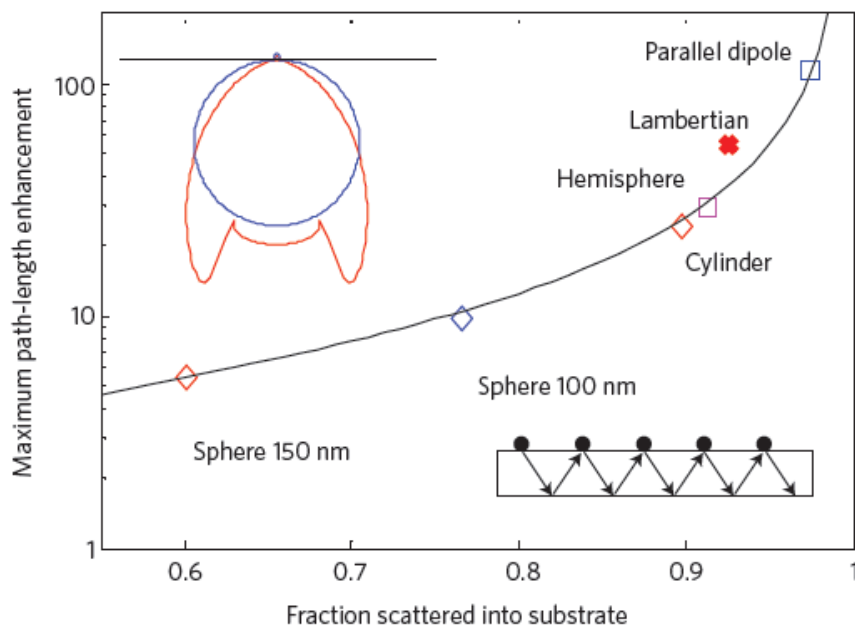 Maximum path-length enhancement
100
10
1
Parallel dipole
Lambertian
Hemisphere
Cylinder
Sphere 100 nm
Sphere 150 nm
0.6
0.7
0.8
0.9
1
Fraction scattered into substrate